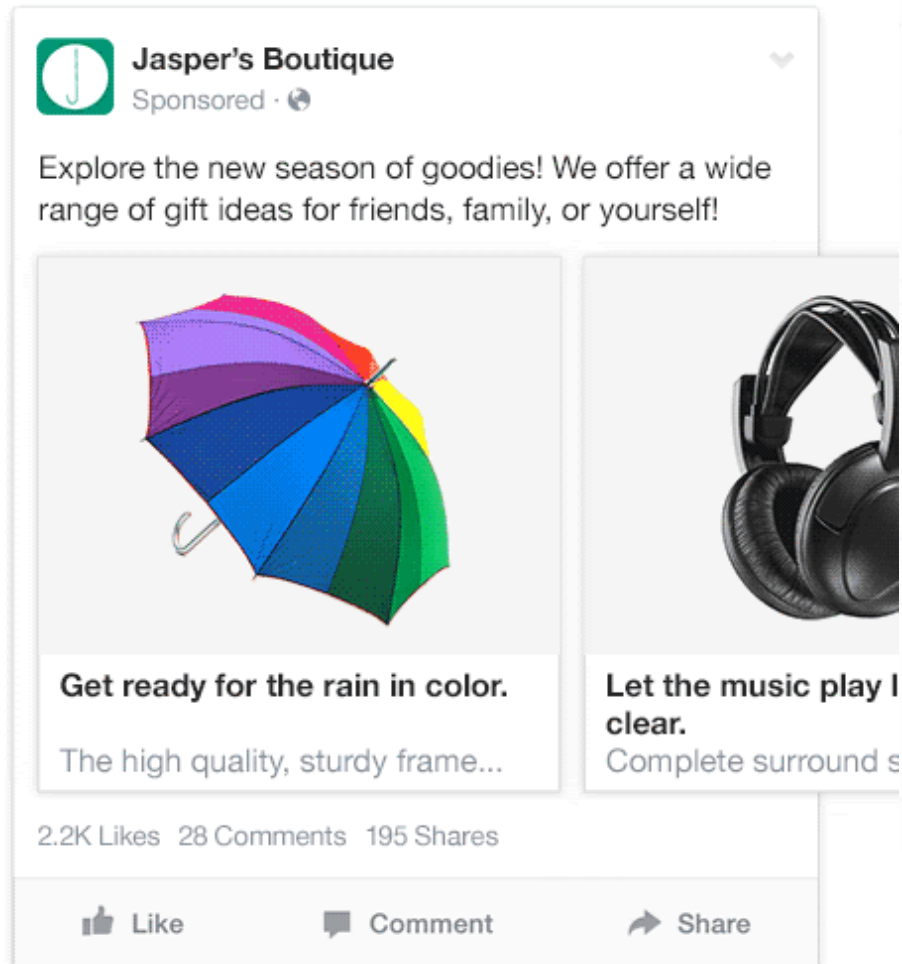 Jasper's Boutique
Sponsored ·
Explore the new season of goodies! We offer a wide
range of gift ideas for friends, family, or yourself!
Get ready for the rain in color.
The high quality, sturdy frame...
Let the music play
clear.
Complete surround
2.2K Likes 28 Comments 195 Shares
Like Comment Share